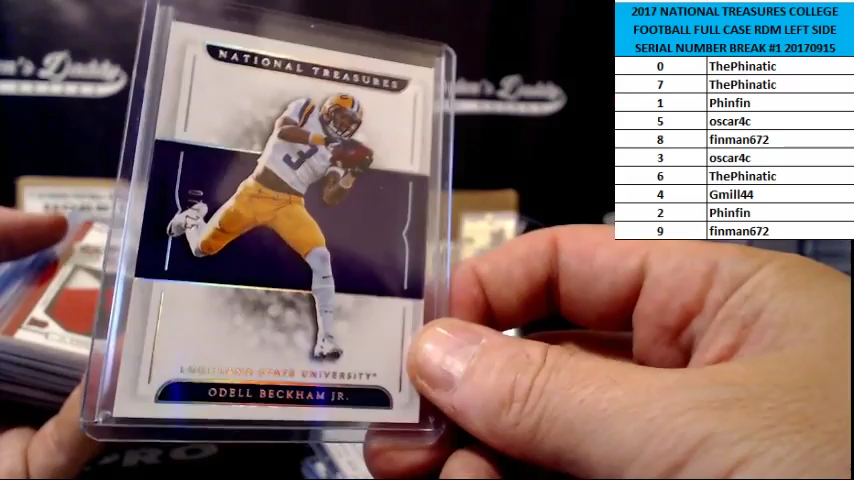 NATIONAL TREASURES
3
LOUISIANA STATE UNIVERSITY
ODELL BECKHAM JR.
2017 NATIONAL TREASURES COLLEGE
FOOTBALL FULL CASE RDM LEFT SIDE
SERIAL NUMBER BREAK #1 20170915
0 ThePhinatic
7 ThePhinatic
1 Phinfin
5 oscar4c
8 finman672
3 oscar4c
6 ThePhinatic
4 Gmill44
2 Phinfin
9 finman672